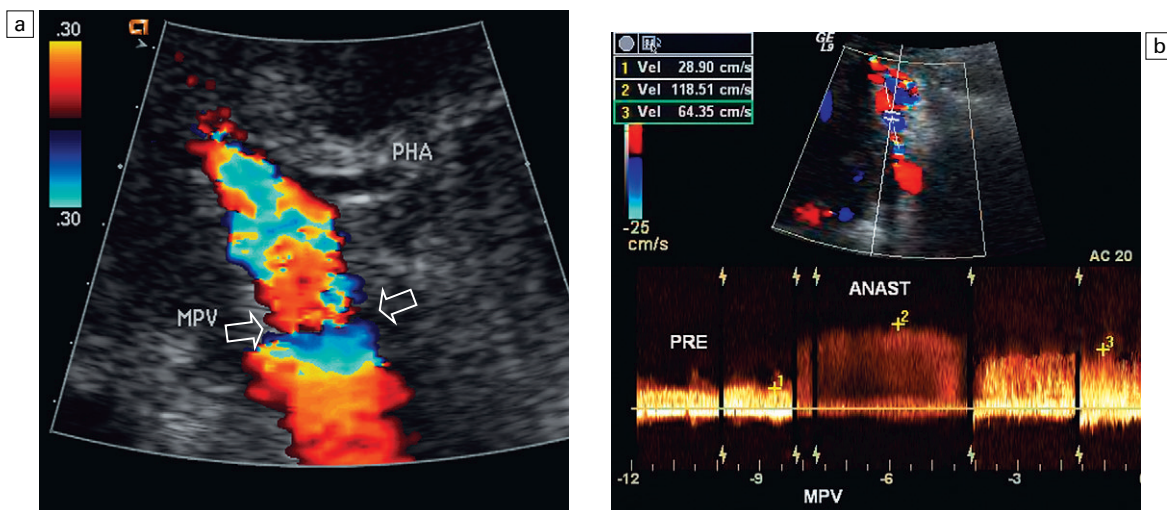 a
.30
.30
PHA
MPV
b
GE
L9
1 Vel 28.90 cm/s
2 Vel 118.51 cm/s
3 Vel 64.35 cm/s
-25
cm/s
AC 20
ANAST
PRE
1
2
3
-12 -9 -6 -3
MPV